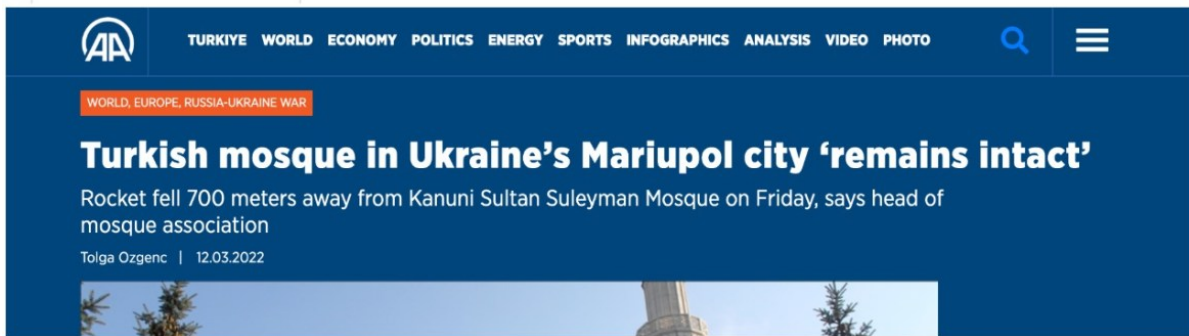 AA
TURKIYE WORLD ECONOMY POLITICS ENERGY SPORTS INFOGRAPHICS ANALYSIS VIDEO PHOTO
WORLD, EUROPE, RUSSIA-UKRAINE WAR
Turkish mosque in Ukraine’s Mariupol city ‘remains intact’
Rocket fell 700 meters away from Kanuni Sultan Suleyman Mosque on Friday, says head of
mosque association
Tolga Ozgenc | 12.03.2022